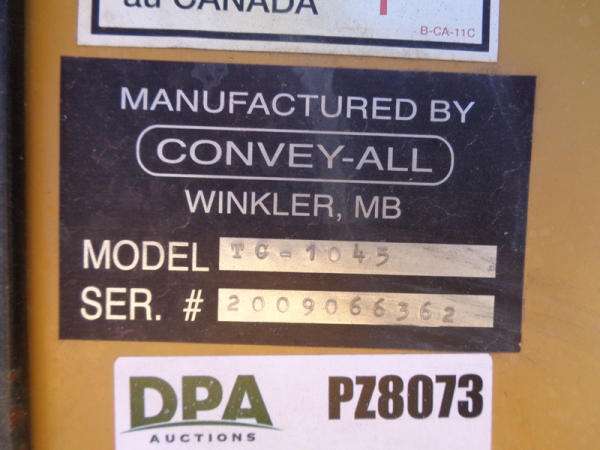 au CANADA
B-CA-11C
MANUFACTURED BY
CONVEY-ALL
WINKLER, MB
MODEL TG-1045
SER. # 2009066362
DPA PZ8073
AUCTIONS